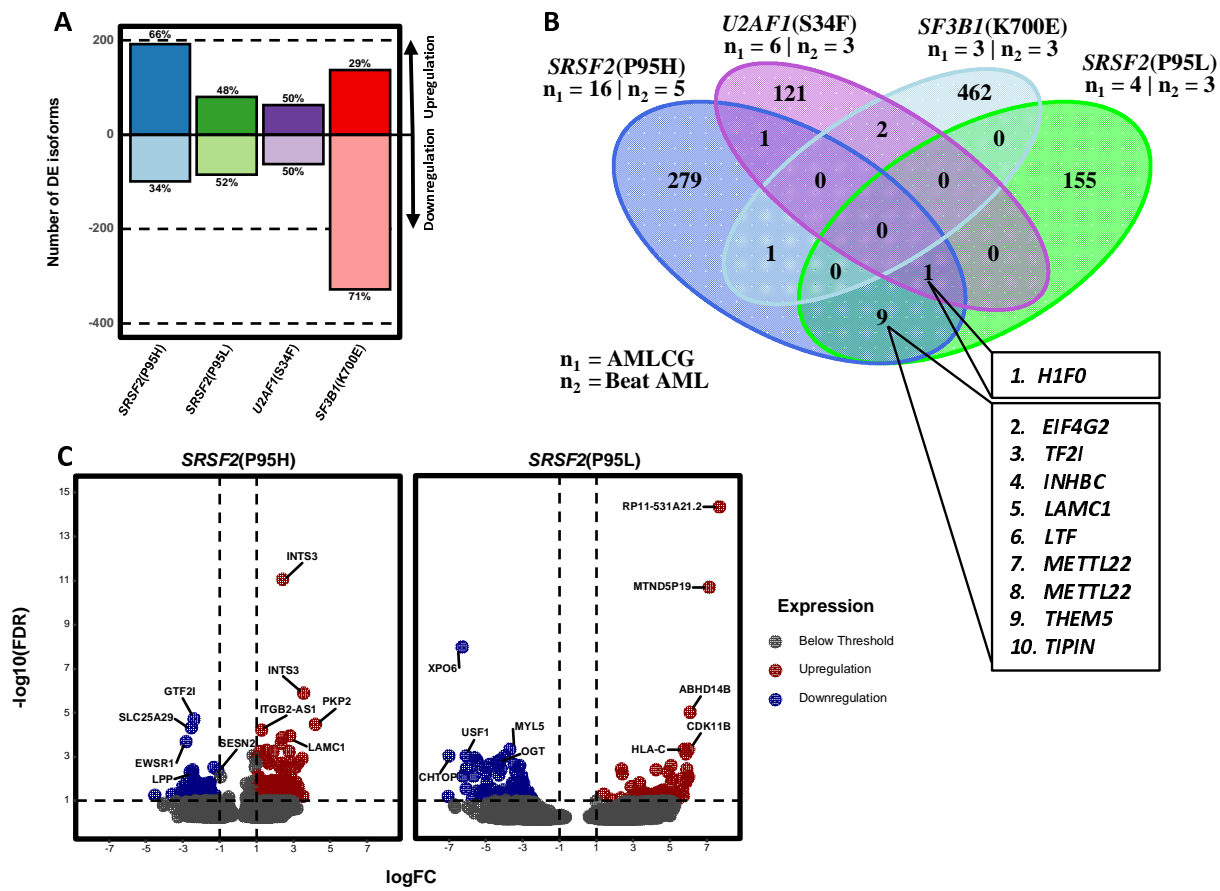 A
Number of DE isoforms
200
0
-200
-400
66%
34%
48%
52%
50%
50%
29%
71%
Upregulation
Downregulation
SRSF2(P95H)
SRSF2(P95L)
U2AF1(S34F)
SF3B1(K700E)
B
U2AF1(S34F)
n1 = 6 | n2 = 3
SF3B1(K700E)
n1 = 3 | n2 = 3
SRSF2(P95H)
n1 = 16 | n2 = 5
SRSF2(P95L)
n1 = 4 | n2 = 3
121
462
1
2
0
279
0
0
155
0
1
0
1
0
9
n1 = AMLCG
n2 = Beat AML
1. H1F0
2. EIF4G2
3. TF2I
4. INHBC
5. LAMC1
6. LTF
7. METTL22
8. METTL22
9. THEM5
10. TIPIN
C
SRSF2(P95H)
SRSF2(P95L)
-log10(FDR)
15
13
11
9
7
5
3
1
INTS3
INTS3
PKP2
ITGB2-AS1
LAMC1
GTF2I
SLC25A29
EWSR1
SESN2
LPP
-7
-5
-3
-1
1
3
5
7
RP11-531A21.2
MTND5P19
XPO6
ABHD14B
CDK11B
HLA-C
USF1
MYL5
OGT
CHTOP
-7
-5
-3
-1
1
3
5
7
logFC
Expression
Below Threshold
Upregulation
Downregulation